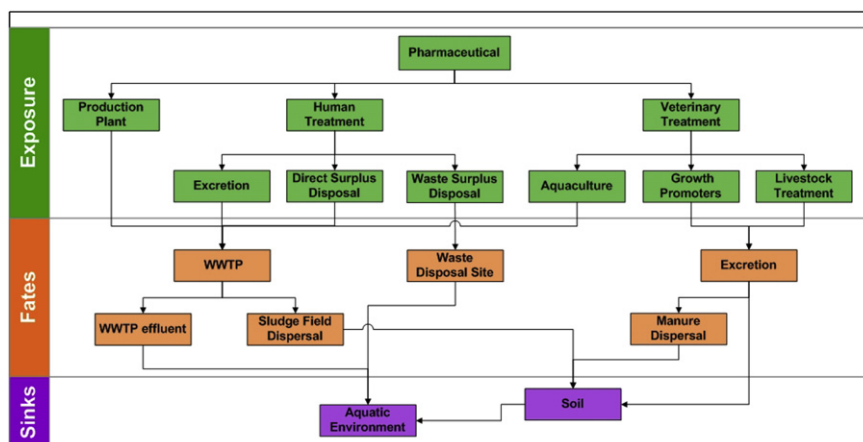 Exposure
Pharmaceutical
Production
Plant
Human
Treatment
Veterinary
Treatment
Excretion
Direct Surplus
Disposal
Waste Surplus
Disposal
Aquaculture
Growth
Promoters
Livestock
Treatment
Fates
WWTP
Waste
Disposal Site
Excretion
WWTP effluent
Sludge Field
Dispersal
Manure
Dispersal
Sinks
Aquatic
Environment
Soil